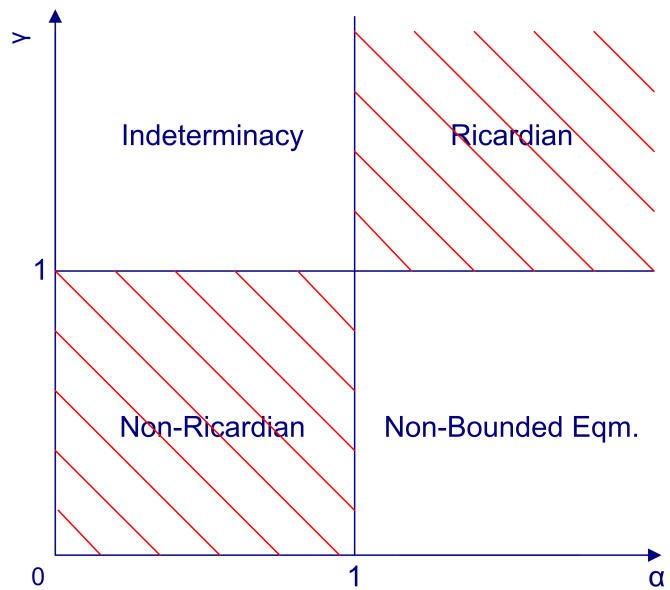 γ
Indeterminacy
Ricardian
1
Non-Ricardian
Non-Bounded Eqm.
0
1
α